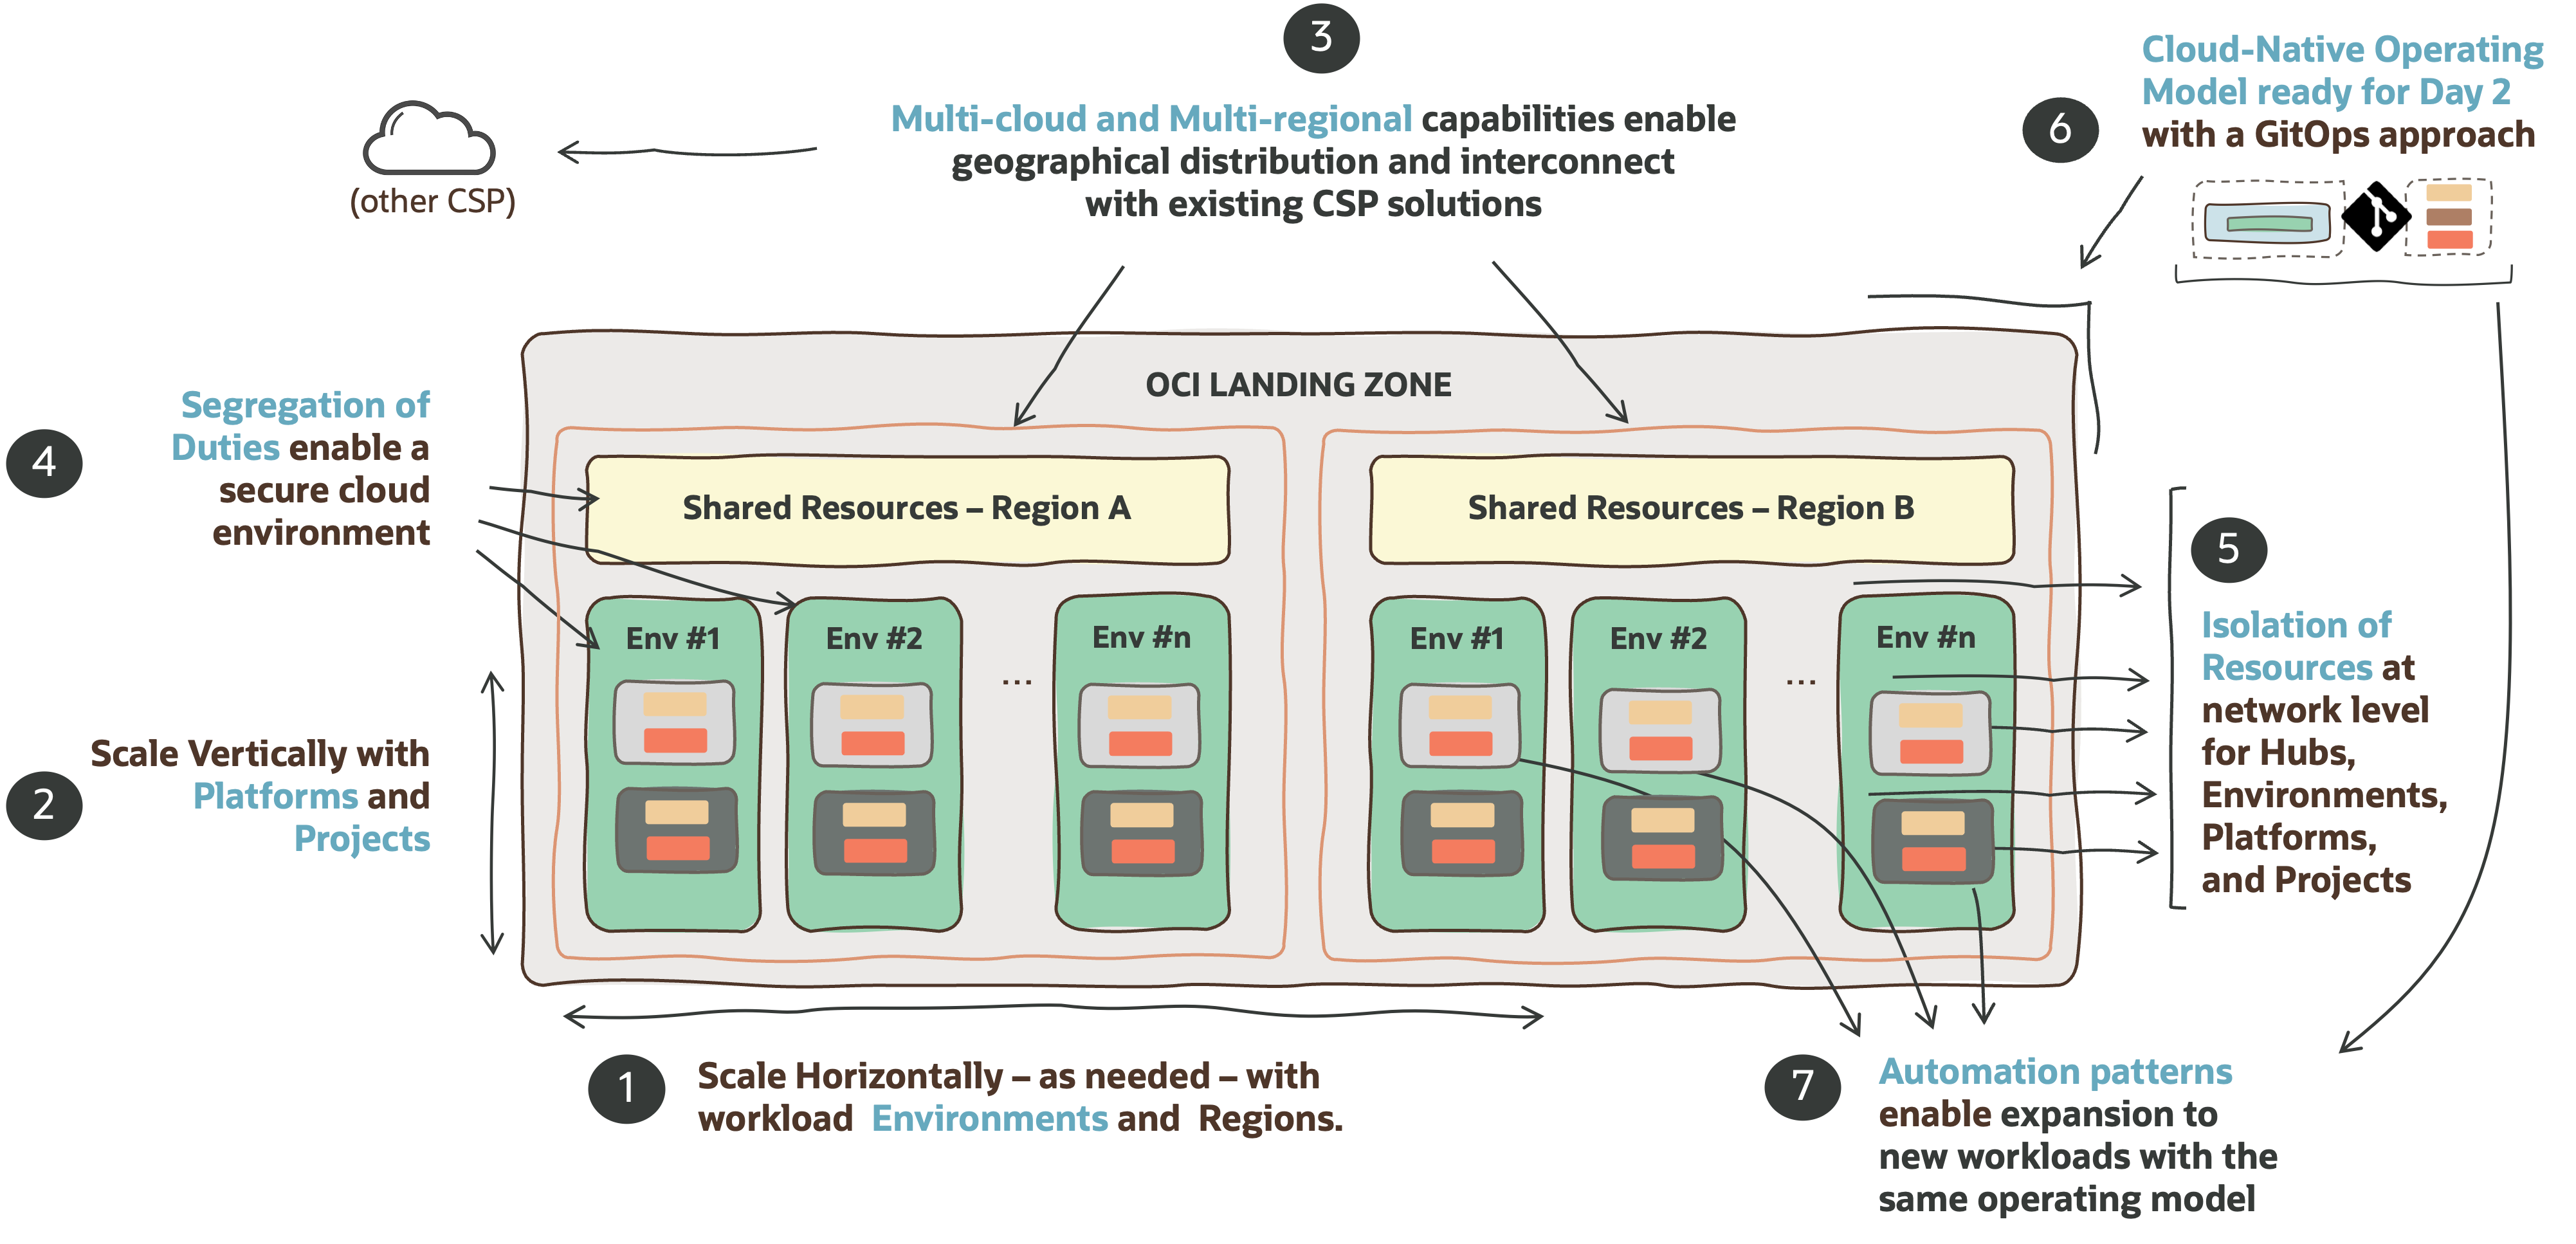 3
Multi-cloud and Multi-regional capabilities enable
geographical distribution and interconnect
with existing CSP solutions
(other CSP)
6
Cloud-Native Operating
Model ready for Day 2
with a GitOps approach
OCI LANDING ZONE
4
Segregation of
Duties enable a
secure cloud
environment
Shared Resources – Region A
Env #1
Env #2
...
Env #n
Shared Resources – Region B
Env #1
Env #2
...
Env #n
5
Isolation of
Resources at
network level
for Hubs,
Environments,
Platforms,
and Projects
2
Scale Vertically with
Platforms and
Projects
1
Scale Horizontally – as needed – with
workload Environments and Regions.
7
Automation patterns
enable expansion to
new workloads with the
same operating model